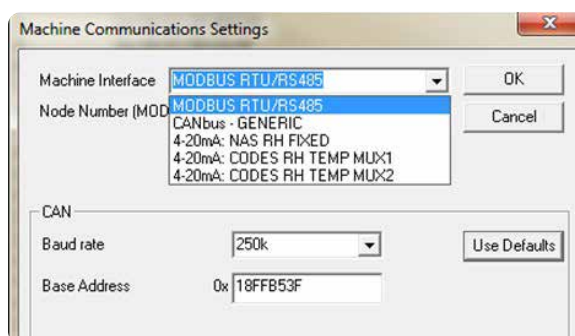 Machine Communications Settings
Machine Interface MODBUS RTU/RS485 OK
Node Number (MOD
MODBUS RTU/RS485
CANbus - GENERIC
4-20mA: NAS RH FIXED
4-20mA: CODES RH TEMP MUX1
4-20mA: CODES RH TEMP MUX2
Cancel
CAN
Baud rate 250k Use Defaults
Base Address 0x 18FFB53F